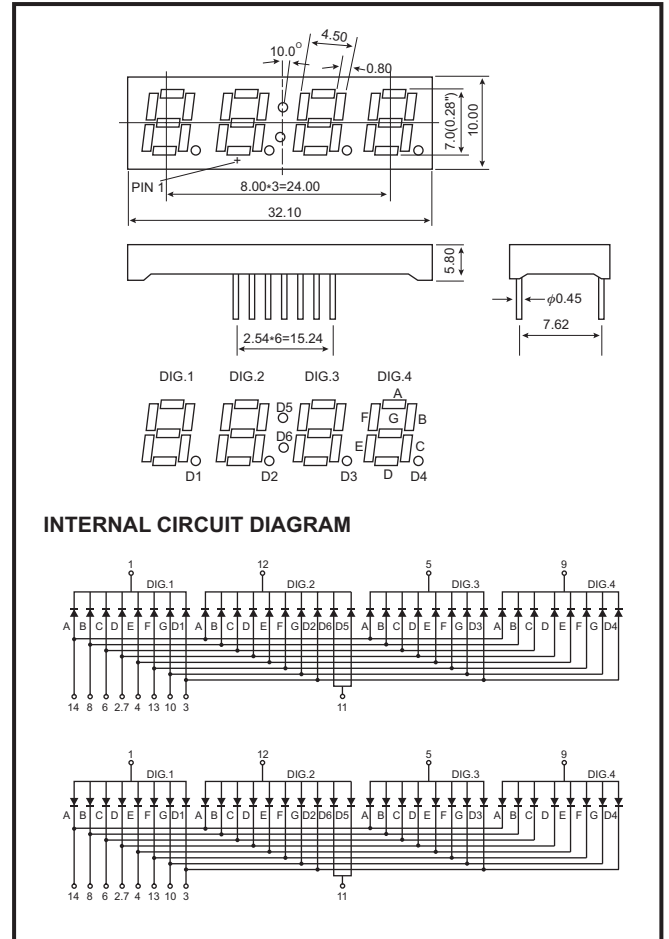 10.0° 4.50
0.80
7.0(0.28")
10.00
PIN 1
8.00*3=24.00
32.10
5.80
ϕ0.45
7.62
2.54*6=15.24
DIG.1 DIG.2 DIG.3 DIG.4
A
D5 F G B
D6 E C
D1 D2 D3 D D4
INTERNAL CIRCUIT DIAGRAM
1 12 5 9
DIG.1 DIG.2 DIG.3 DIG.4
A B C D E F G D1 A B C D E F G D2 D6 D5 A B C D E F G D3 A B C D E F G D4
14 8 6 2.7 4 13 10 3 11
1 12 5 9
DIG.1 DIG.2 DIG.3 DIG.4
A B C D E F G D1 A B C D E F G D2 D6 D5 A B C D E F G D3 A B C D E F G D4
14 8 6 2.7 4 13 10 3 11